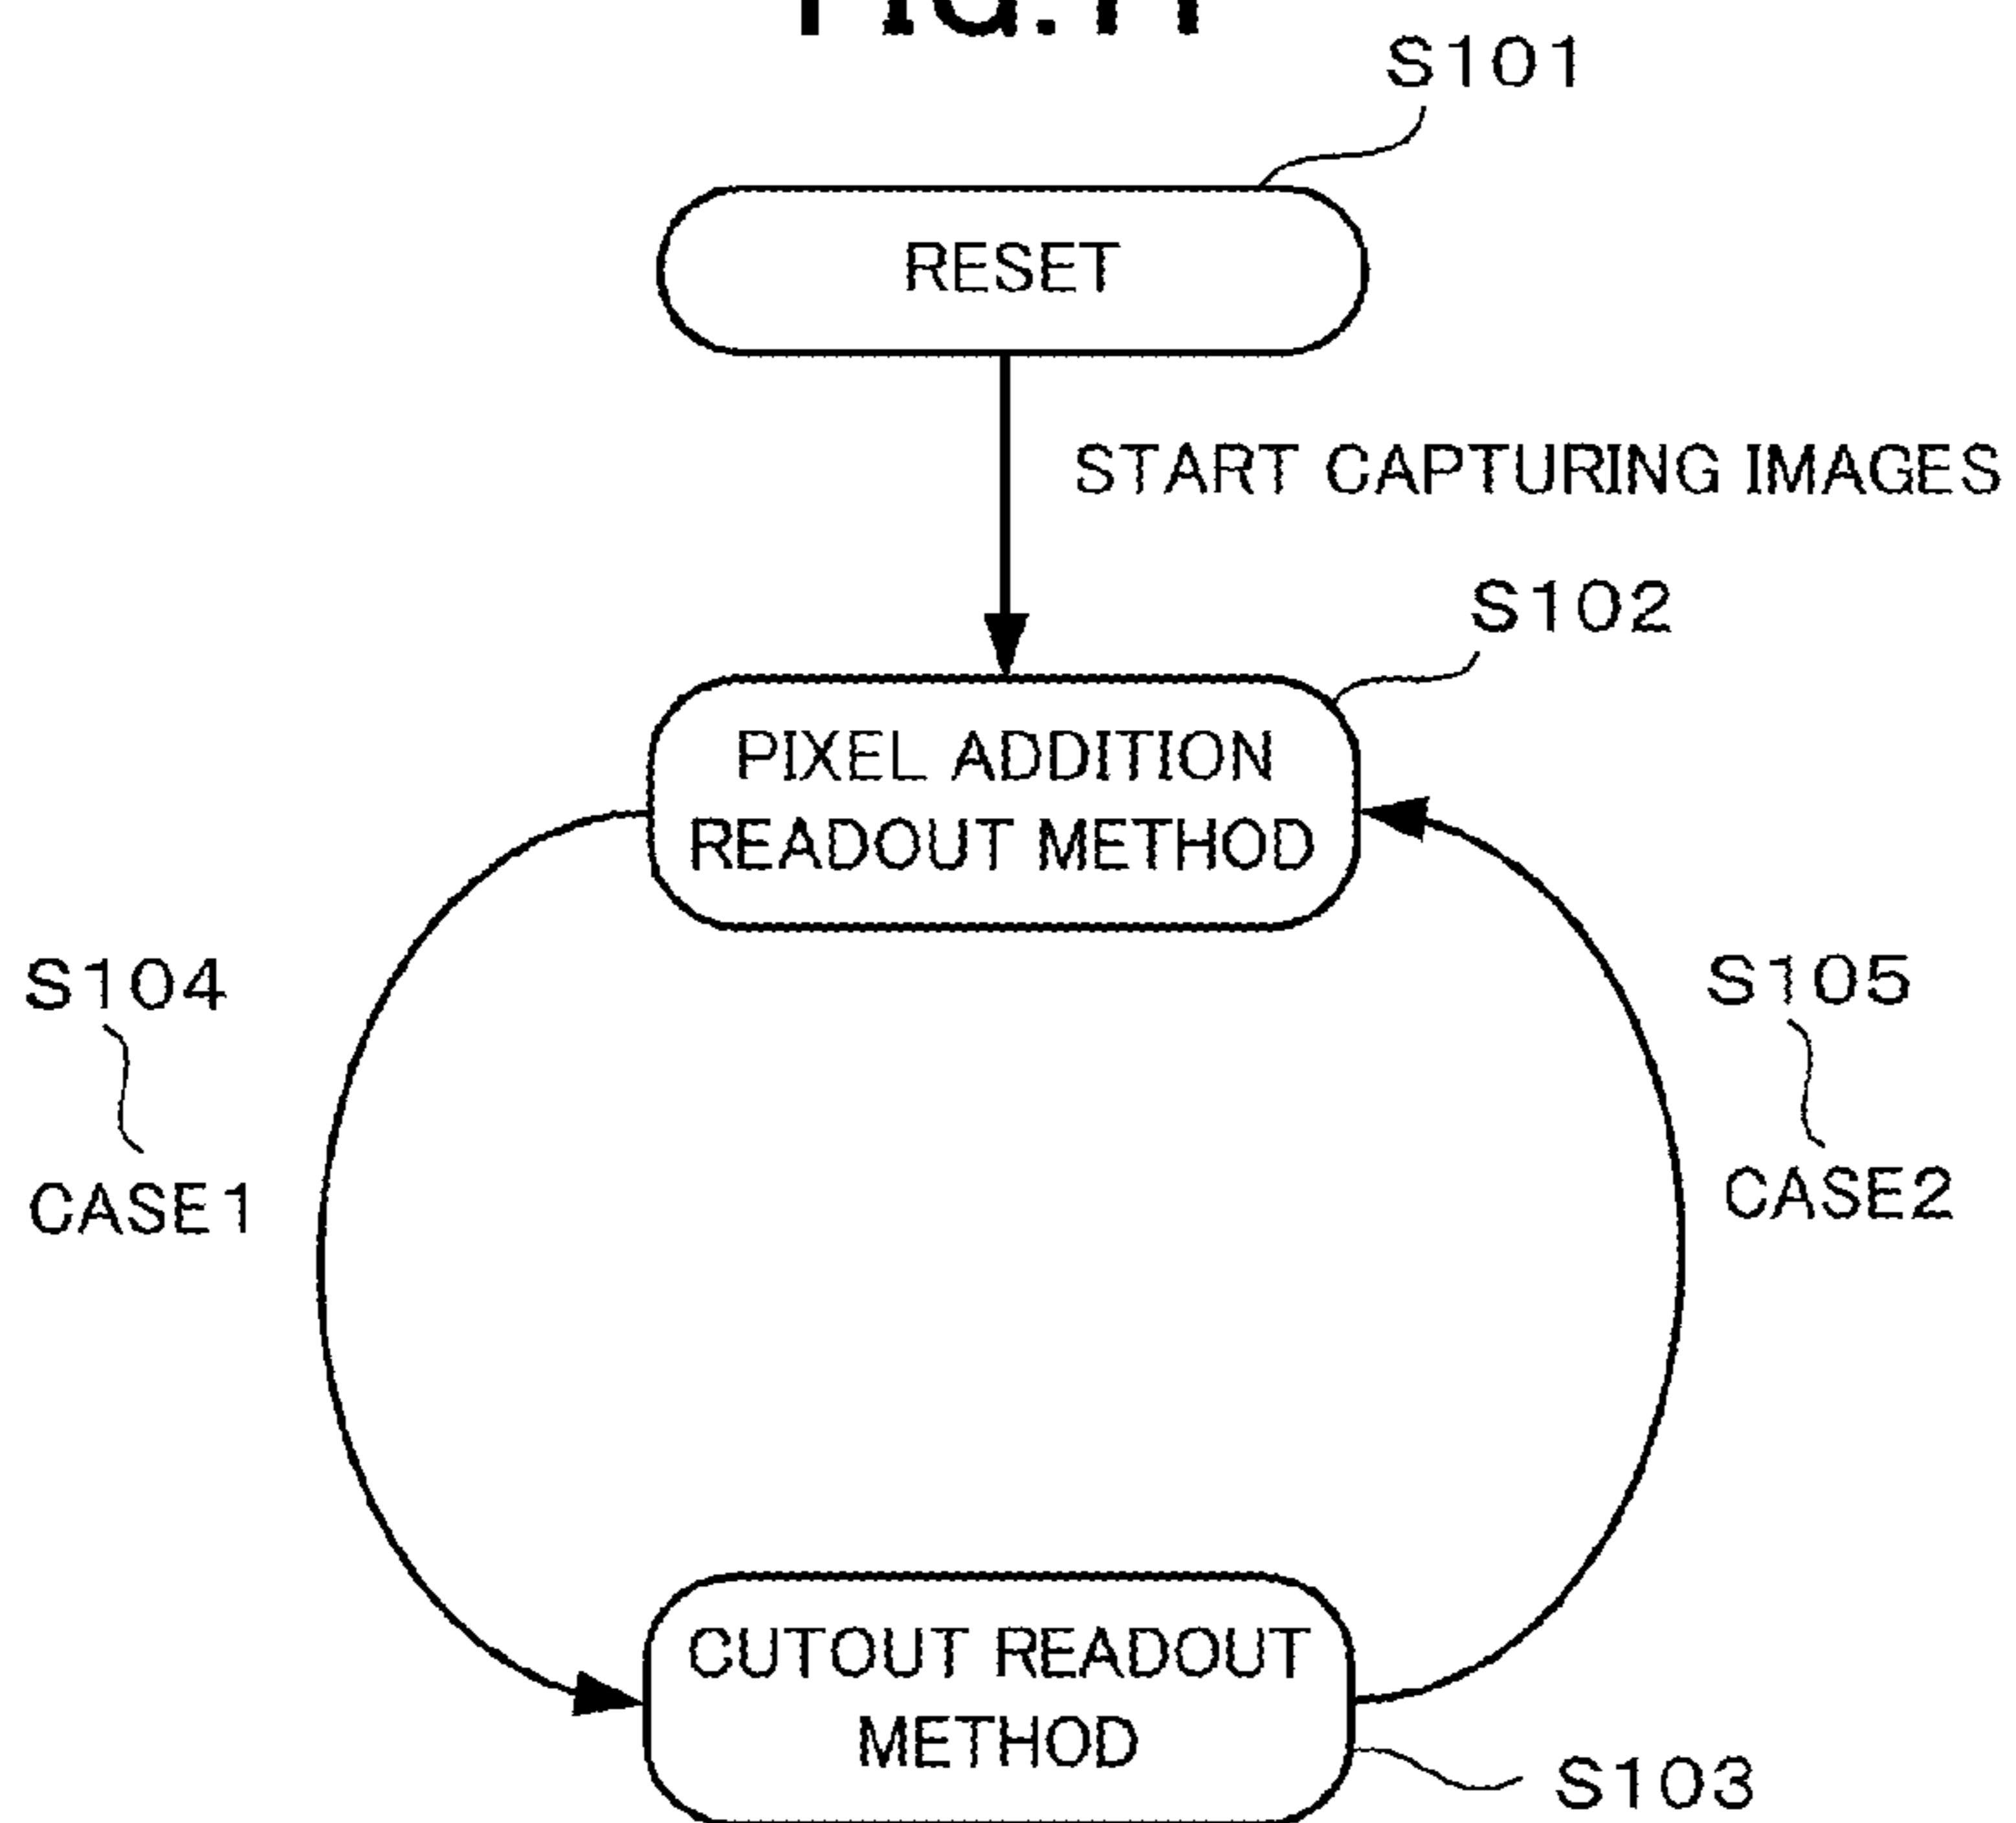 S101
RESET
START CAPTURING IMAGES
S102
PIXEL ADDITION
READOUT METHOD
S104
S105
CASE1
CASE2
CUTOUT READOUT
METHOD
S103